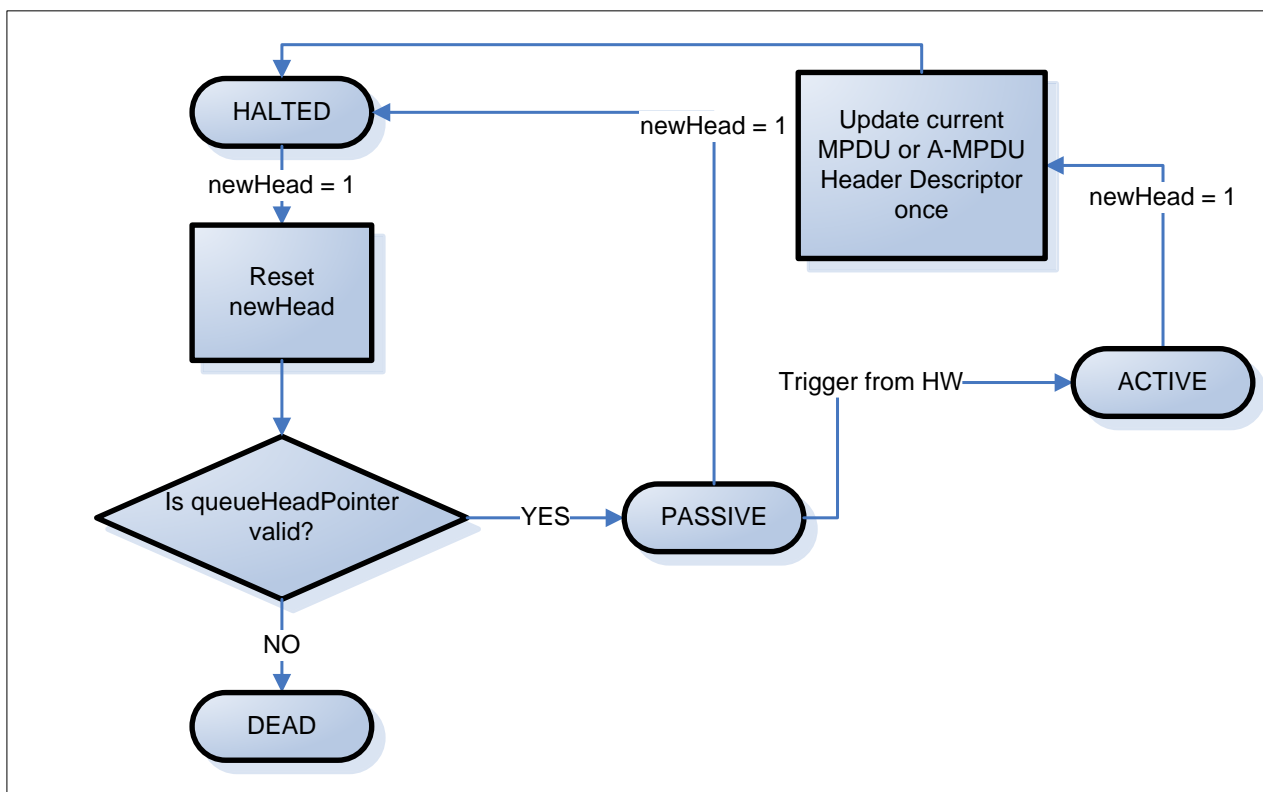 HALTED
newHead = 1
Update current
MPDU or A-MPDU
Header Descriptor
once
newHead = 1
newHead = 1
Reset
newHead
Trigger from HW
ACTIVE
Is queueHeadPointer
valid?
YES
PASSIVE
NO
DEAD